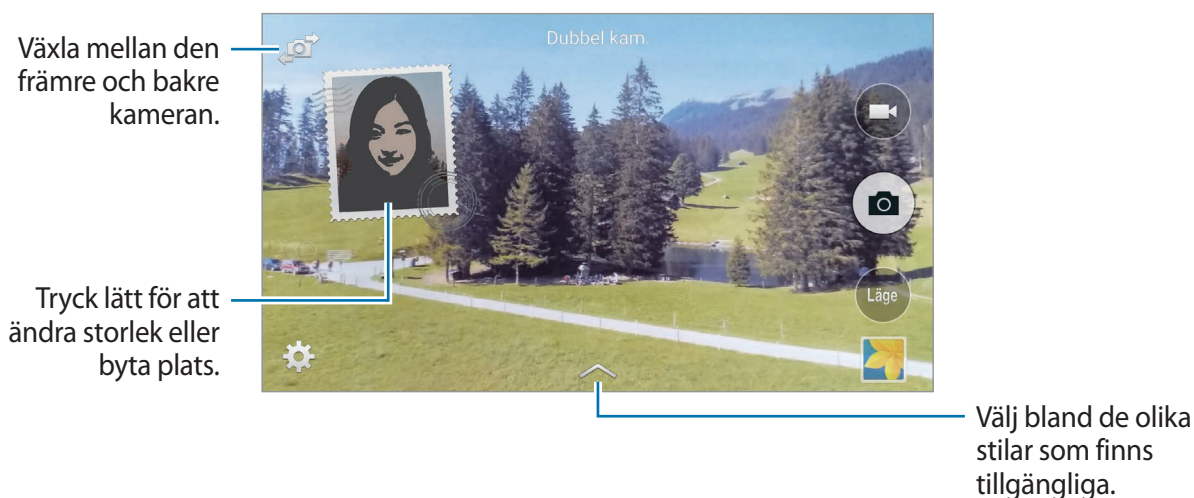 Växla mellan den
främre och bakre
kameran.
Dubbel kam.
Tryck lätt för att
ändra storlek eller
byta plats.
Läge
Välj bland de olika
stilar som finns
tillgängliga.